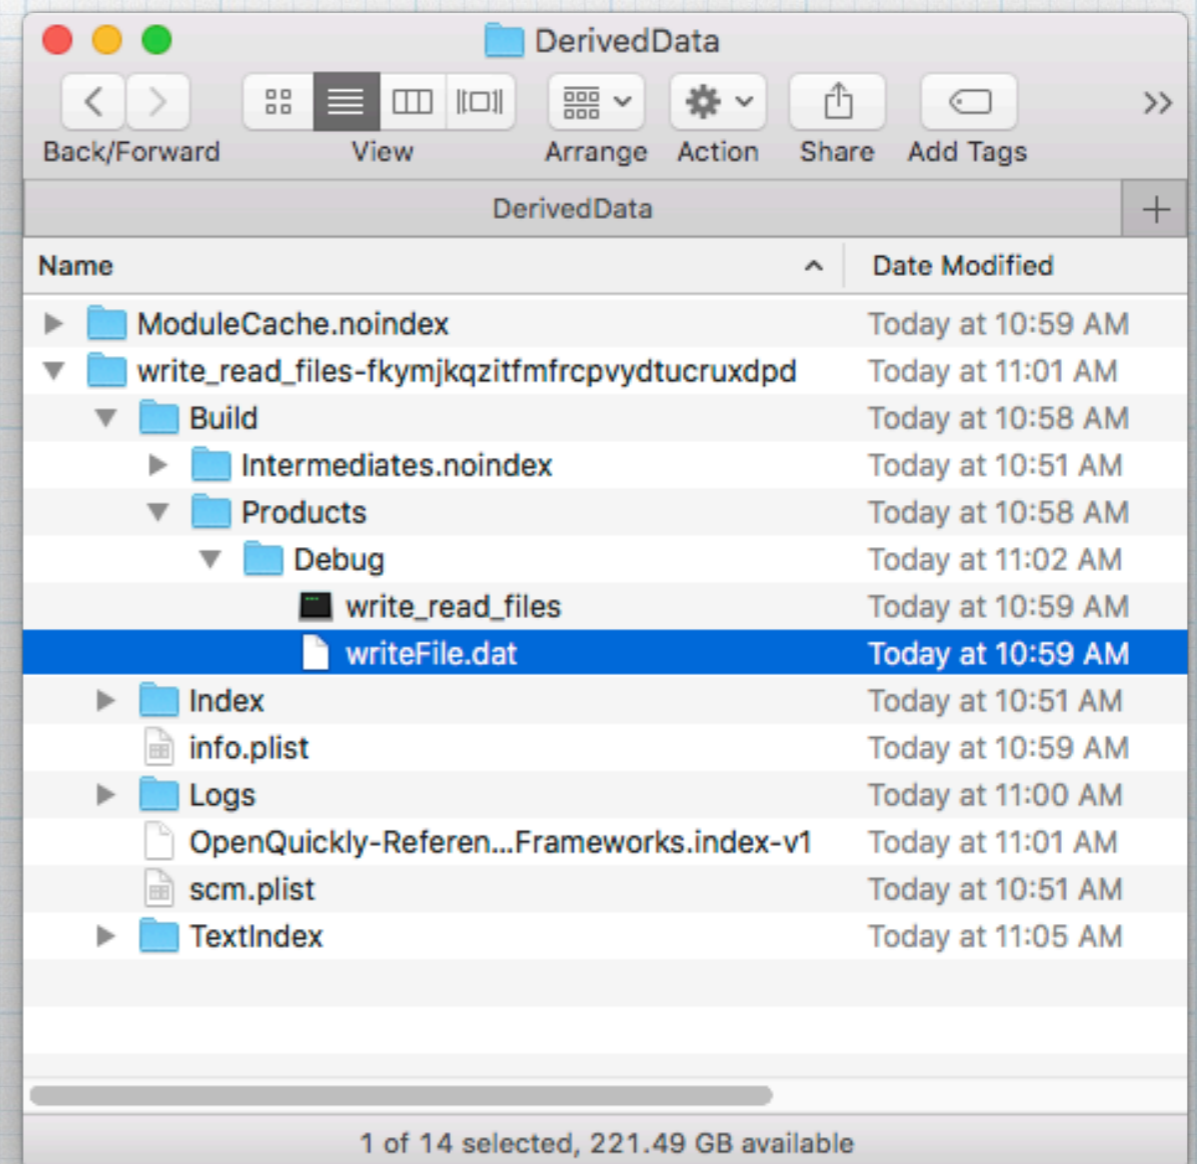 DerivedData
Back/Forward View Arrange Action Share Add Tags
DerivedData
Name Date Modified
ModuleCache.noindex Today at 10:59 AM
write_read_files-fkymjkqzitfmfrcpvydtucruxdpd Today at 11:01 AM
Build Today at 10:58 AM
Intermediates.noindex Today at 10:51 AM
Products Today at 10:58 AM
Debug Today at 11:02 AM
write_read_files Today at 10:59 AM
writeFile.dat Today at 10:59 AM
Index Today at 10:51 AM
info.plist Today at 10:59 AM
Logs Today at 11:00 AM
OpenQuickly-Referen...Frameworks.index-v1 Today at 11:01 AM
scm.plist Today at 10:51 AM
TextIndex Today at 11:05 AM
1 of 14 selected, 221.49 GB available